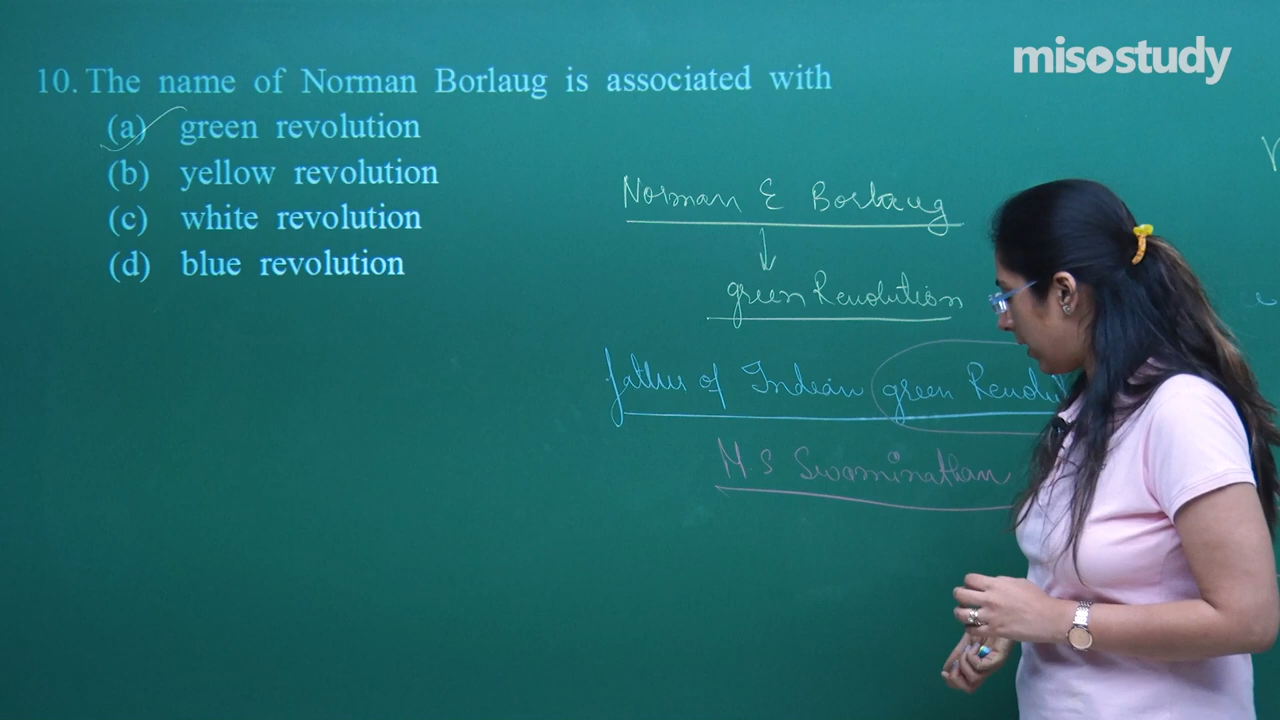 misostudy
10. The name of Norman Borlaug is associated with
(a) green revolution
(b) yellow revolution
(c) white revolution
(d) blue revolution
Norman E Borlaug
green Revolution
father of Indian green Revolut
M.S Swaminathan